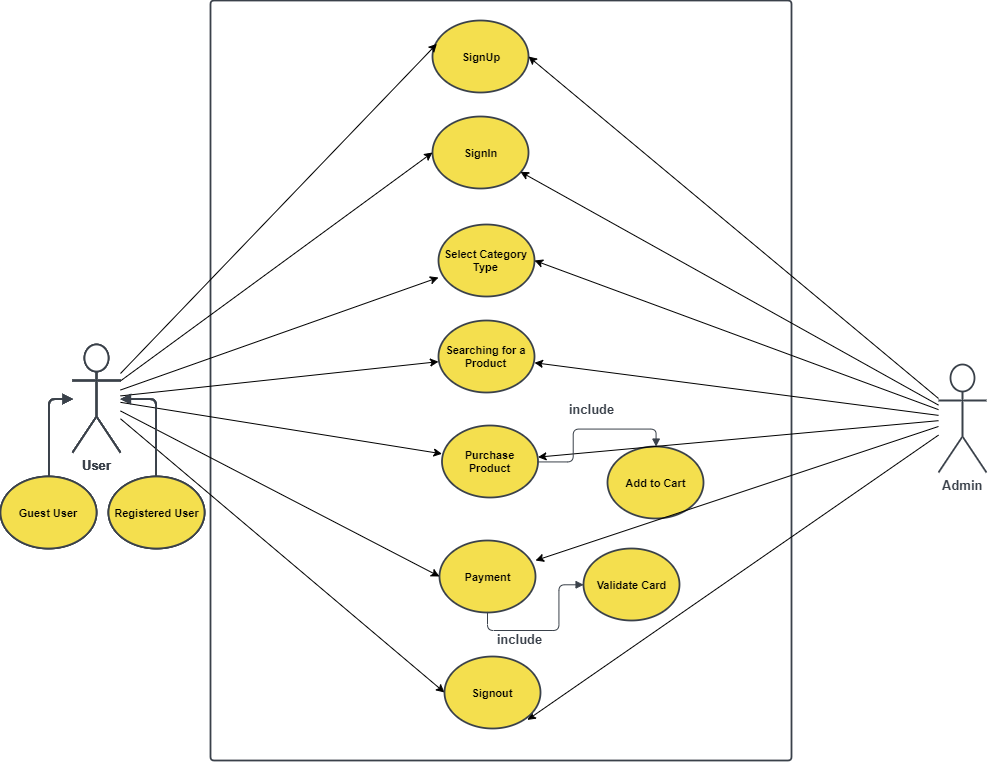 SignUp
SignIn
Select Category
Type
Searching for a
Product
include
Purchase
Product
Add to Cart
User
Admin
Guest User
Registered User
Payment
Validate Card
include
Signout